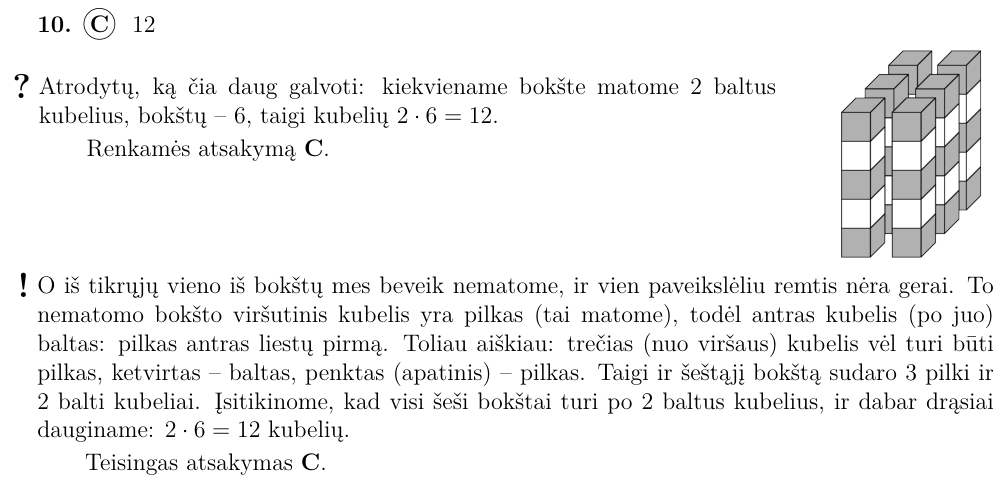 10. C 12
? Atrodytų, ką čia daug galvoti: kiekviename bokšte matome 2 baltus
kubelius, bokštų – 6, taigi kubelių 2 · 6 = 12.
Renkamės atsakymą C.
! O iš tikrųjų vieno iš bokštų mes beveik nematome, ir vien paveikslėliu remtis nėra gerai. To
nematomo bokšto viršutinis kubelis yra pilkas (tai matome), todėl antras kubelis (po juo)
baltas: pilkas antras liestų pirmą. Toliau aiškiau: trečias (nuo viršaus) kubelis vėl turi būti
pilkas, ketvirtas – baltas, penktas (apatinis) – pilkas. Taigi ir šeštąjį bokštą sudaro 3 pilki ir
2 balti kubeliai. Įsitikinome, kad visi šeši bokštai turi po 2 baltus kubelius, ir dabar drąsiai
dauginame: 2 · 6 = 12 kubelių.
Teisingas atsakymas C.